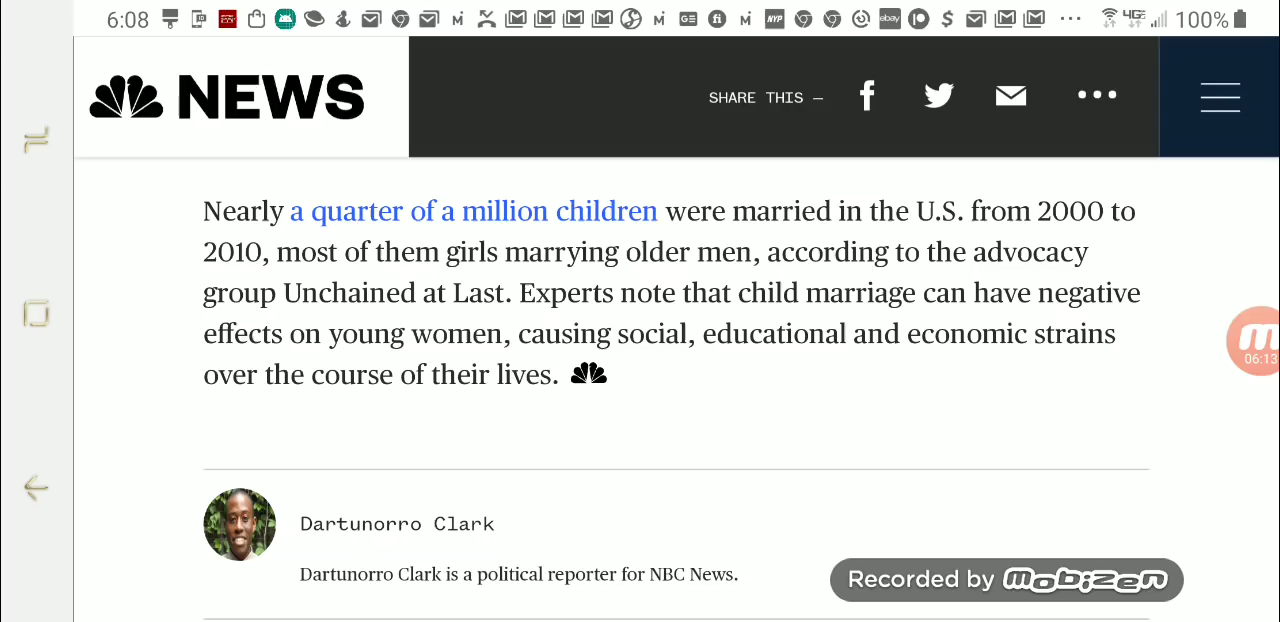 6:08
4G 100%
NEWS
SHARE THIS —
Nearly a quarter of a million children were married in the U.S. from 2000 to
2010, most of them girls marrying older men, according to the advocacy
group Unchained at Last. Experts note that child marriage can have negative
effects on young women, causing social, educational and economic strains
over the course of their lives.
06:13
Dartunorro Clark
Dartunorro Clark is a political reporter for NBC News.
Recorded by mobizen